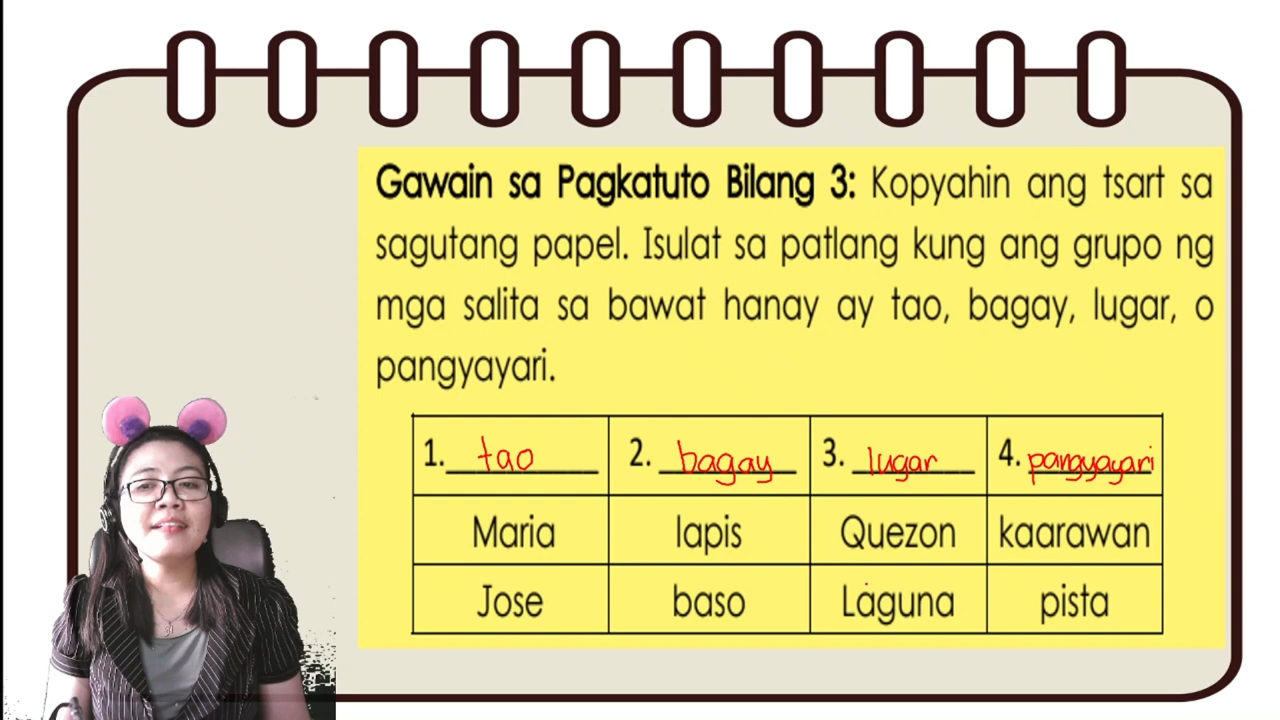 Gawain sa Pagkatuto Bilang 3: Kopyahin ang tsart sa
sagutang papel. Isulat sa patlang kung ang grupo ng
mga salita sa bawat hanay ay tao, bagay, lugar, o
pangyayari.
1. tao 2. bagay 3. lugar 4. pangyayari
Maria lapis Quezon kaarawan
Jose baso Laguna pista